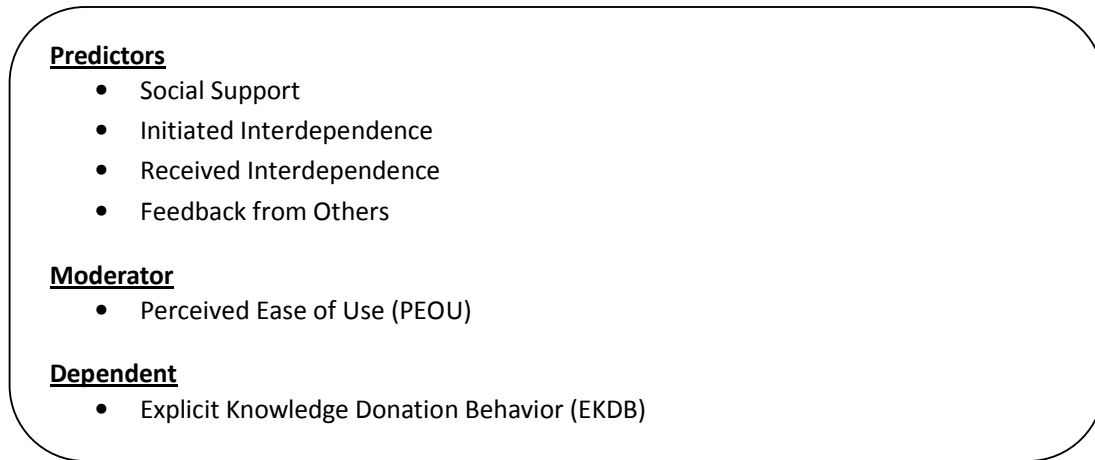 Predictors
• Social Support
• Initiated Interdependence
• Received Interdependence
• Feedback from Others
Moderator
• Perceived Ease of Use (PEOU)
Dependent
• Explicit Knowledge Donation Behavior (EKDB)